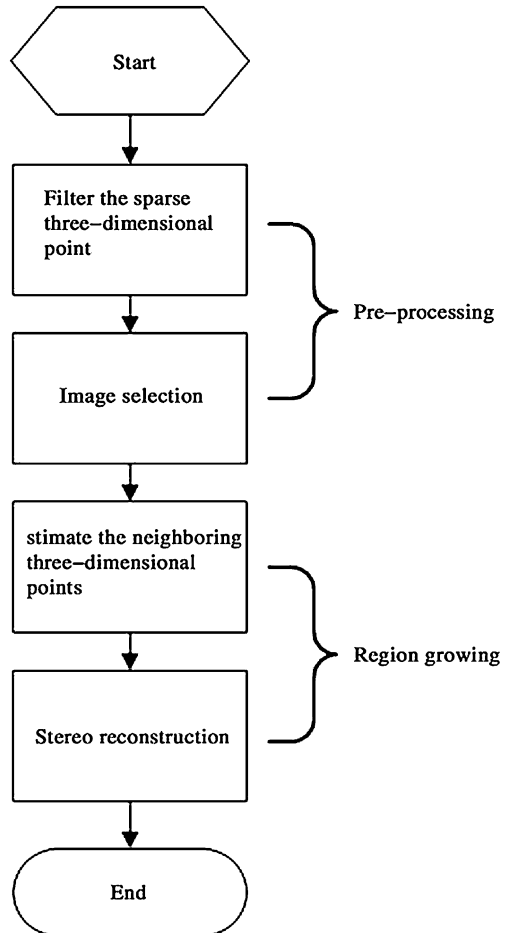 Start
Filter the sparse
three−dimensional
point
Pre−processing
Image selection
stimate the neighboring
three−dimensional
points
Region growing
Stereo reconstruction
End